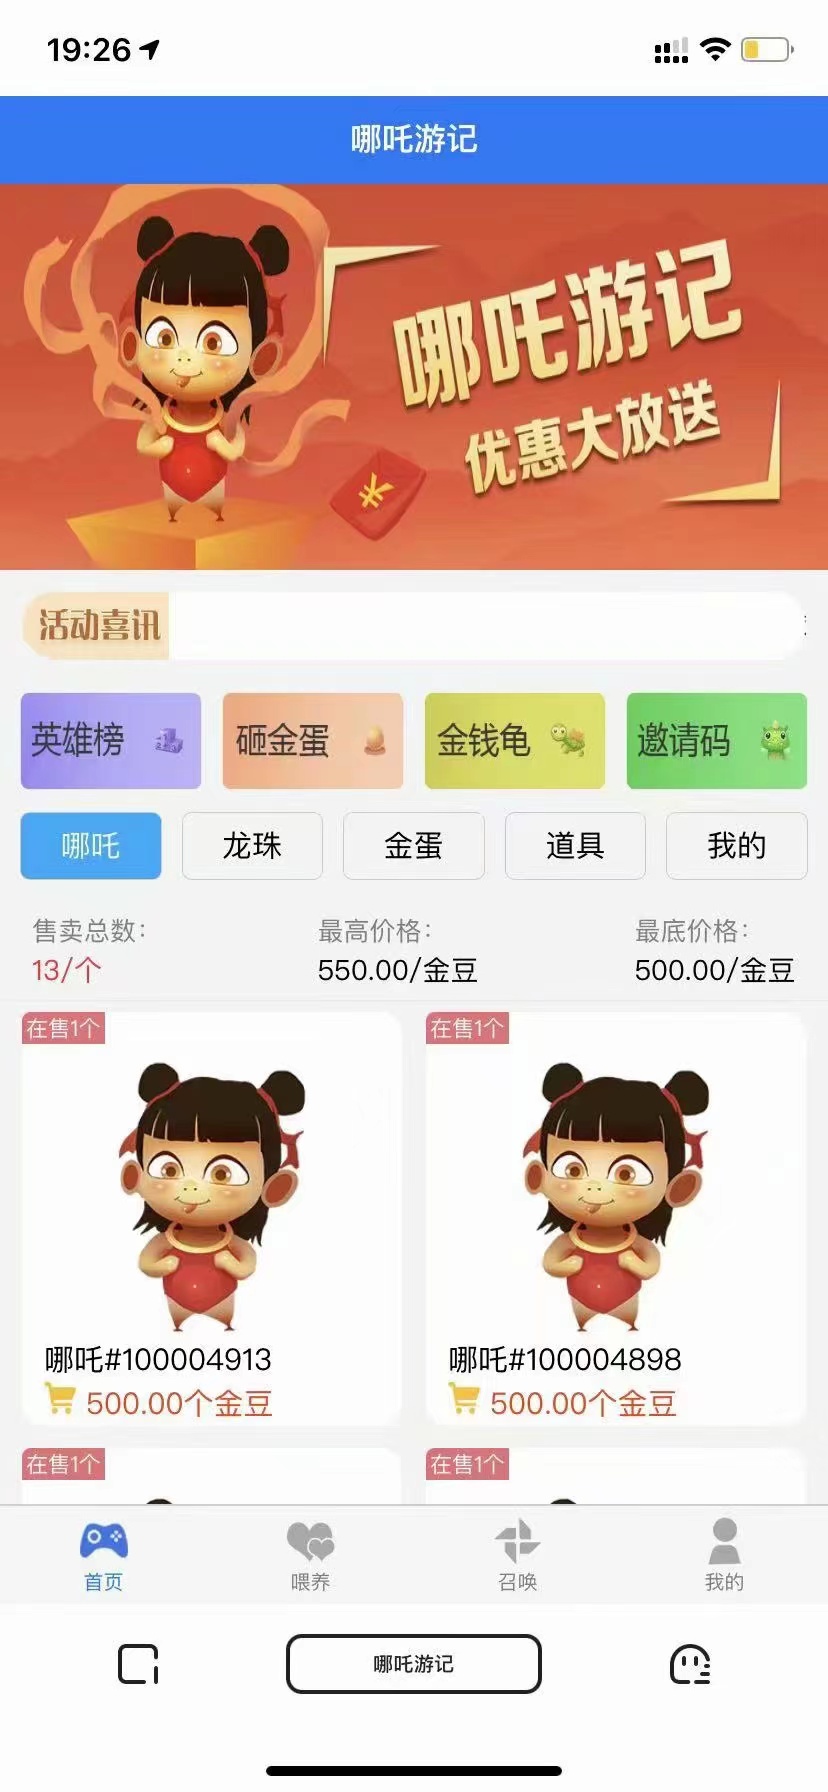 19:26
哪吒游记
哪吒游记
优惠大放送
活动喜讯
英雄榜 砸金蛋 金钱龟 邀请码
哪吒 龙珠 金蛋 道具 我的
售卖总数: 最高价格: 最底价格:
13/个 550.00/金豆 500.00/金豆
在售1个 在售1个
哪吒#100004913 哪吒#100004898
500.00个金豆 500.00个金豆
在售1个 在售1个
首页 喂养 召唤 我的
哪吒游记